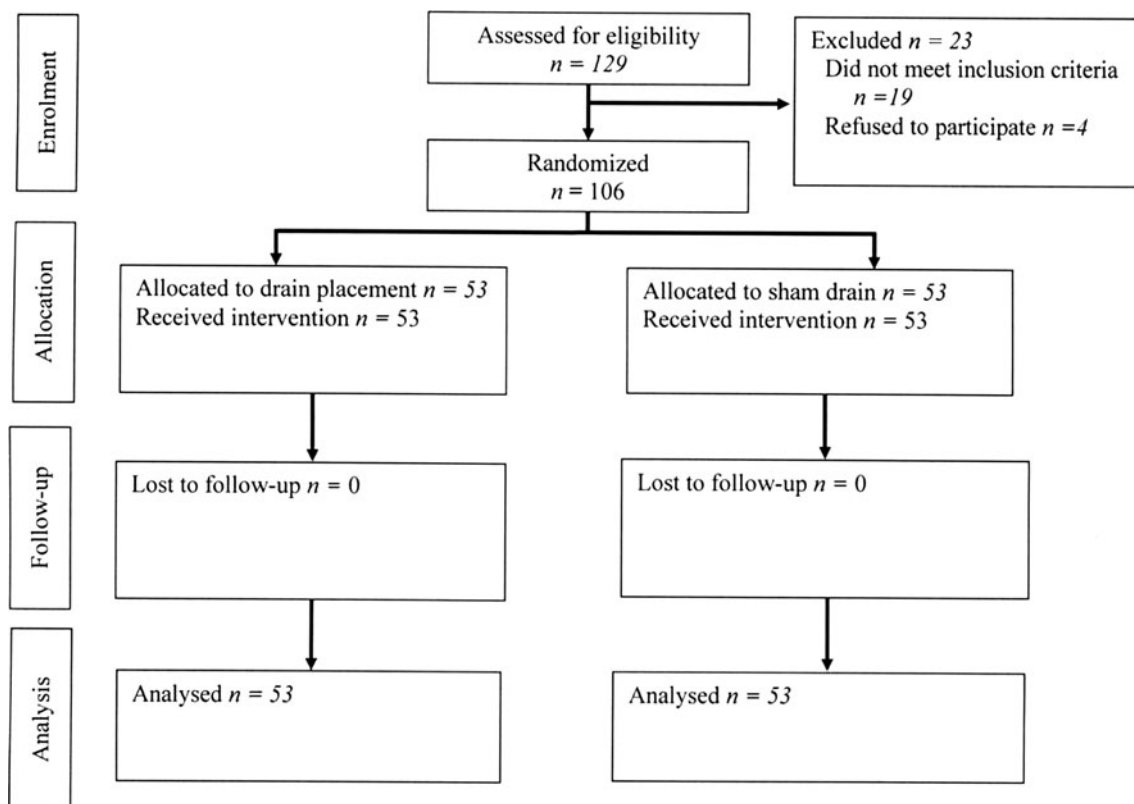 Enrolment
Assessed for eligibility
n = 129
Excluded n = 23
Did not meet inclusion criteria
n =19
Refused to participate n =4
Randomized
n = 106
Allocation
Allocated to drain placement n = 53
Received intervention n = 53
Allocated to sham drain n = 53
Received intervention n = 53
Follow-up
Lost to follow-up n = 0
Lost to follow-up n = 0
Analysis
Analysed n = 53
Analysed n = 53